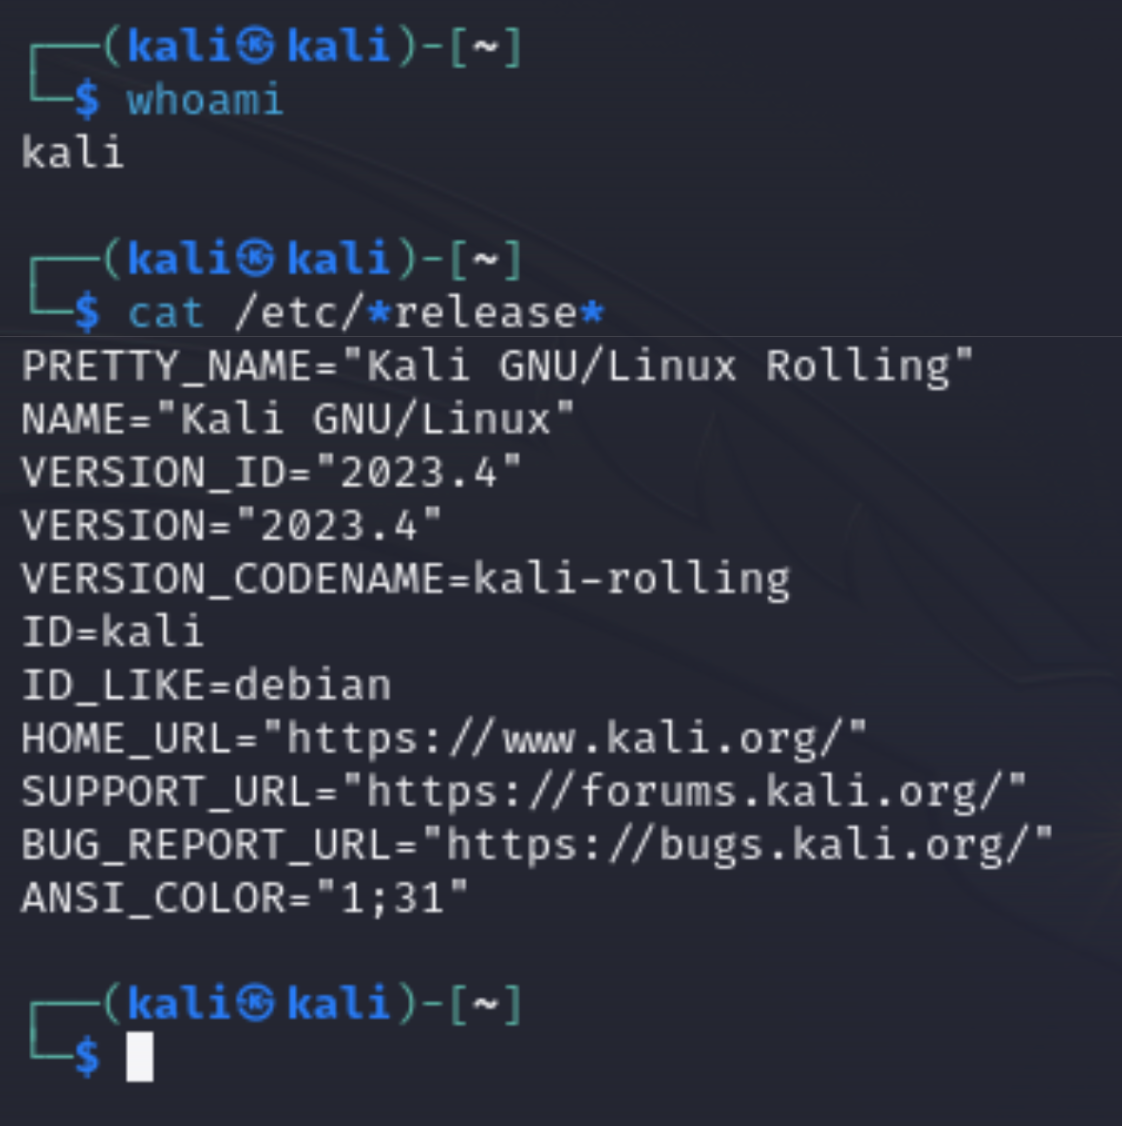 ┌──(kali㉿kali)-[~]
└─$ whoami
kali

┌──(kali㉿kali)-[~]
└─$ cat /etc/*release*
PRETTY_NAME="Kali GNU/Linux Rolling"
NAME="Kali GNU/Linux"
VERSION_ID="2023.4"
VERSION="2023.4"
VERSION_CODENAME=kali-rolling
ID=kali
ID_LIKE=debian
HOME_URL="https://www.kali.org/"
SUPPORT_URL="https://forums.kali.org/"
BUG_REPORT_URL="https://bugs.kali.org/"
ANSI_COLOR="1;31"

┌──(kali㉿kali)-[~]
└─$